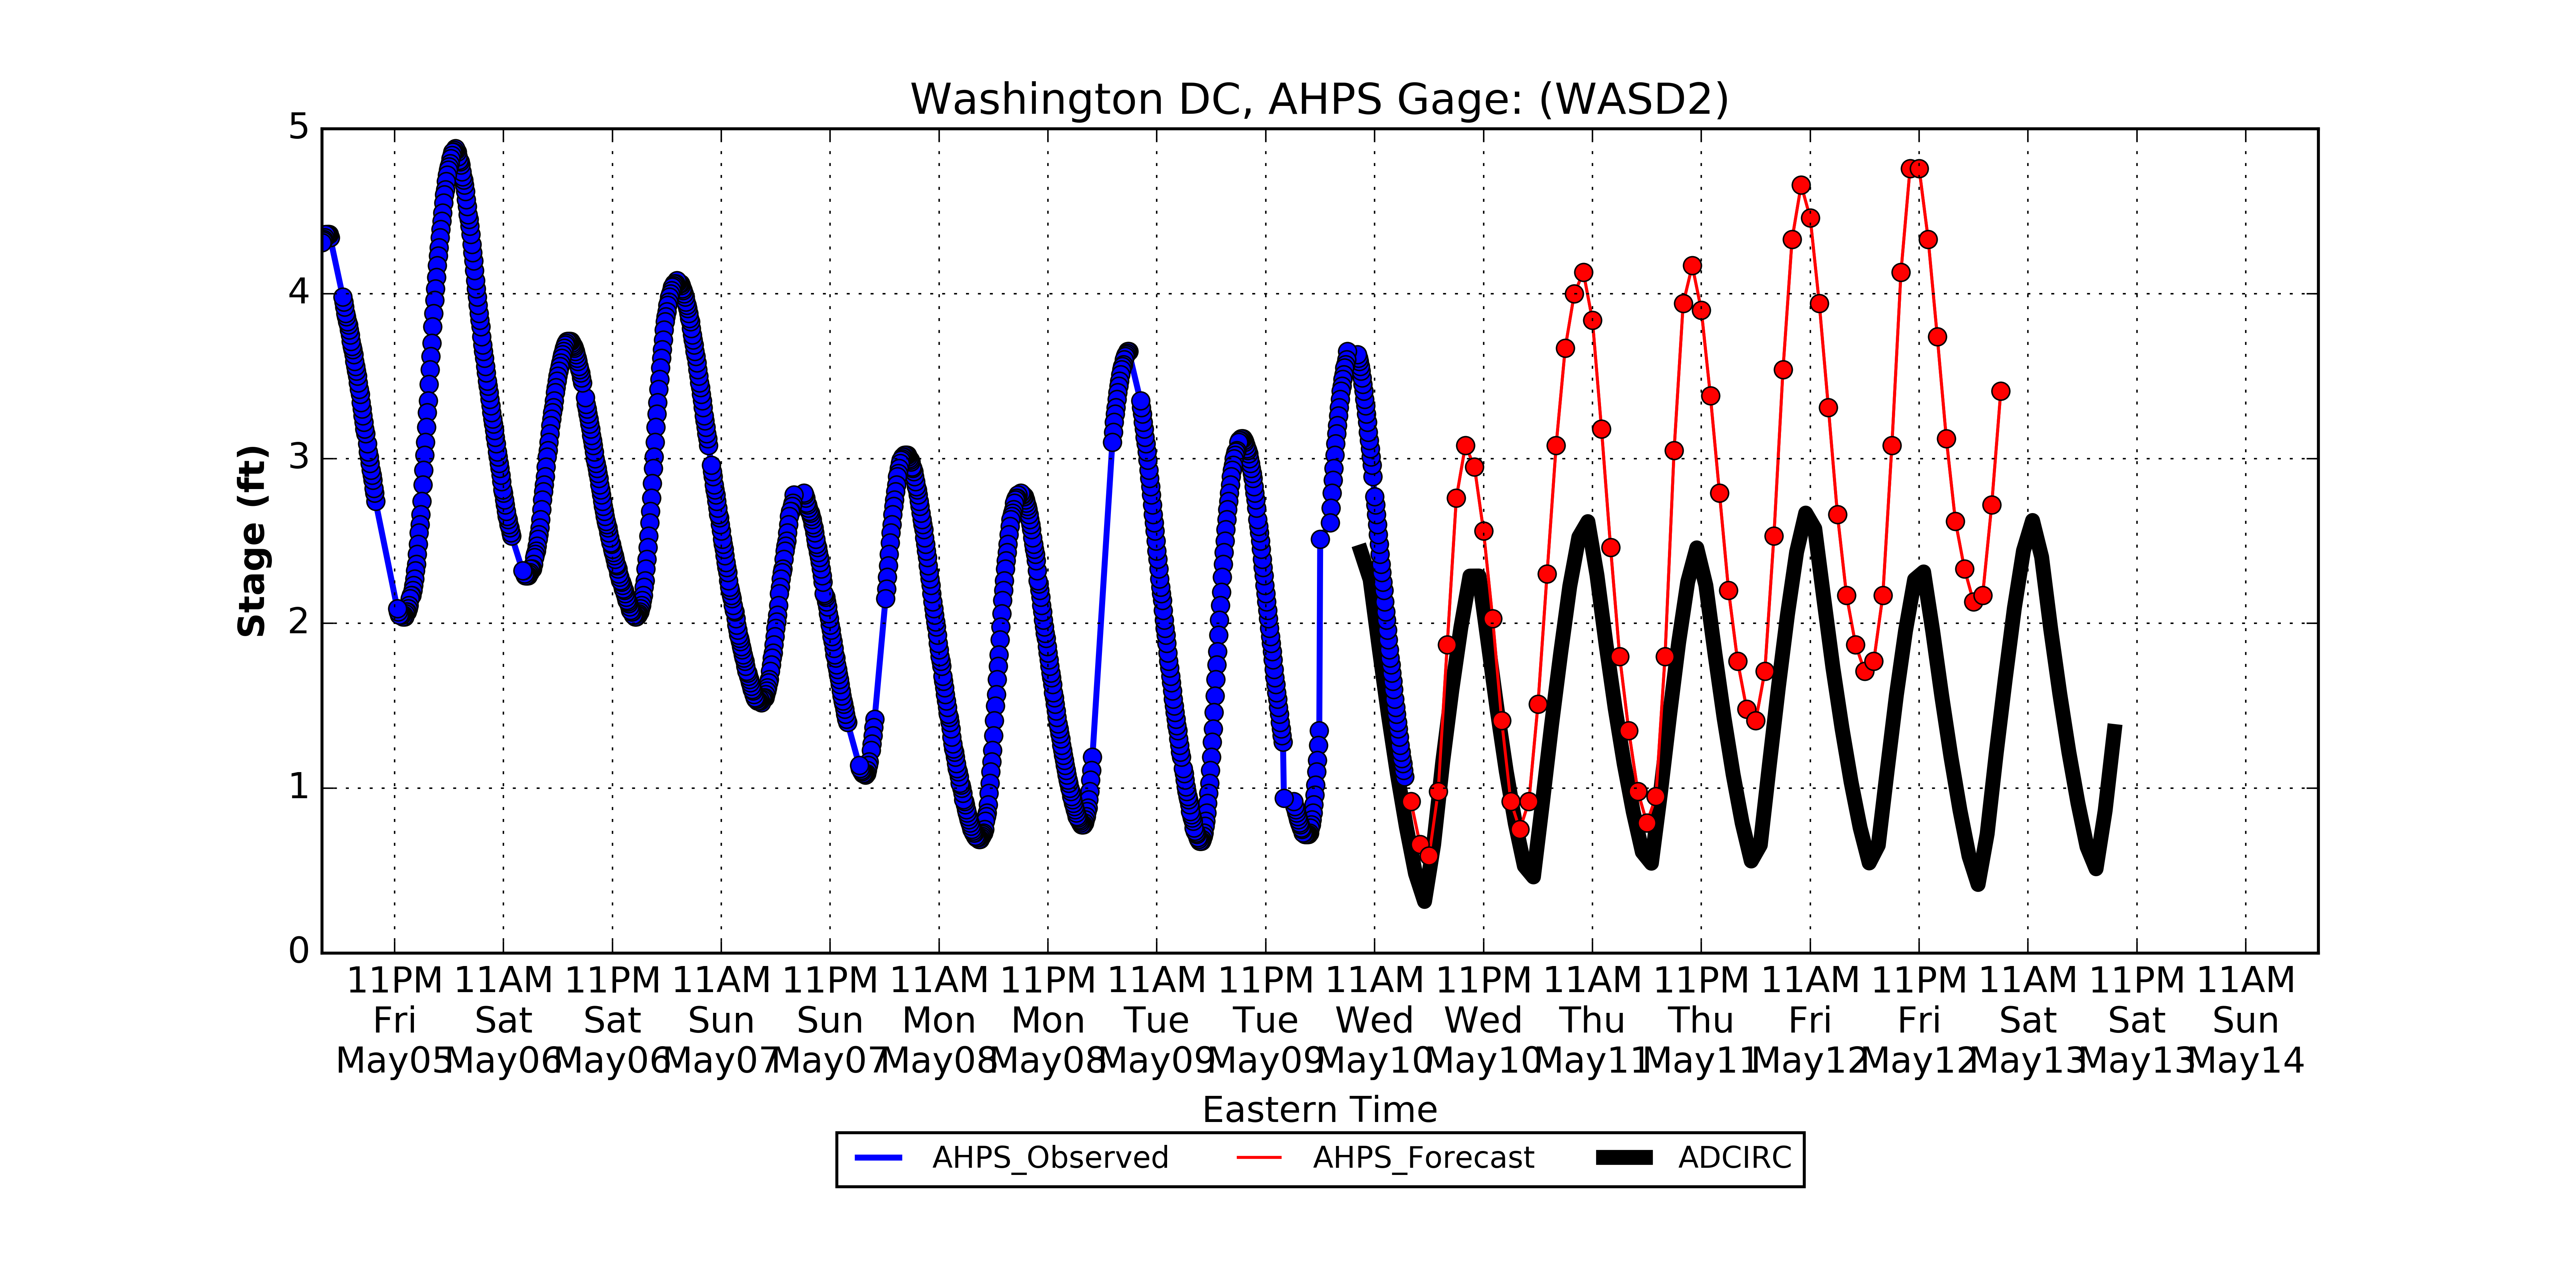 Washington DC, AHPS Gage: (WASD2)
5
4
3
2
1
0
Stage (ft)
11PM 11AM 11PM 11AM 11PM 11AM 11PM 11AM 11PM 11AM 11PM 11AM 11PM 11AM 11PM 11AM 11PM 11AM
Fri Sat Sat Sun Sun Mon Mon Tue Tue Wed Wed Thu Thu Fri Fri Sat Sat Sun
May05 May06 May06 May07 May07 May08 May08 May09 May09 May10 May10 May11 May11 May12 May12 May13 May13 May14
Eastern Time
AHPS_Observed AHPS_Forecast ADCIRC